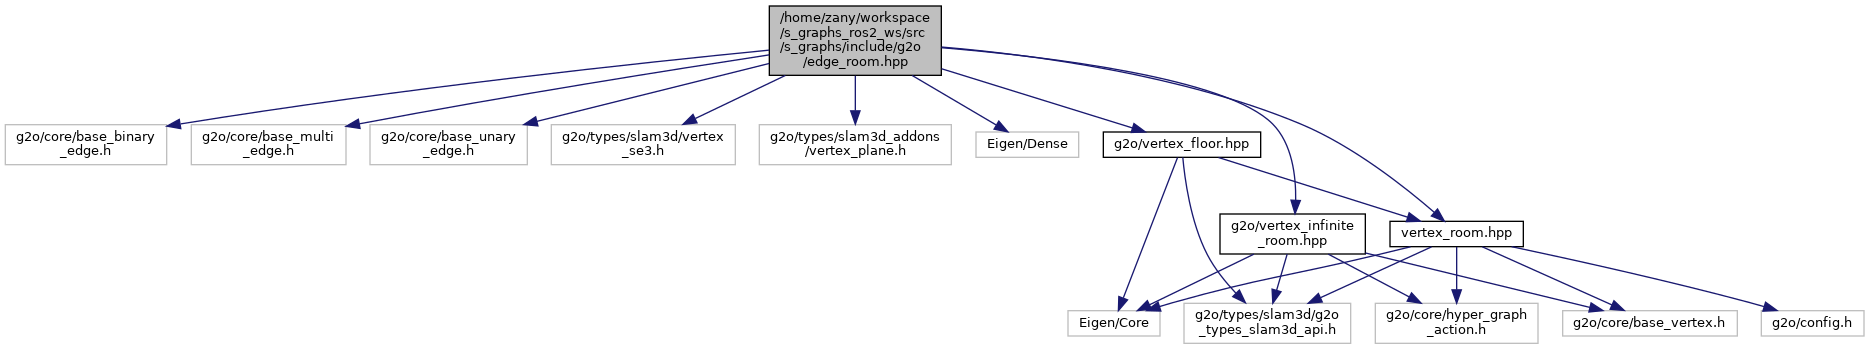 /home/zany/workspace
/s_graphs_ros2_ws/src
/s_graphs/include/g2o
/edge_room.hpp
g2o/core/base_binary
_edge.h
g2o/core/base_multi
_edge.h
g2o/core/base_unary
_edge.h
g2o/types/slam3d/vertex
_se3.h
g2o/types/slam3d_addons
/vertex_plane.h
Eigen/Dense
g2o/vertex_floor.hpp
g2o/vertex_infinite
_room.hpp
vertex_room.hpp
Eigen/Core
g2o/types/slam3d/g2o
_types_slam3d_api.h
g2o/core/hyper_graph
_action.h
g2o/core/base_vertex.h
g2o/config.h